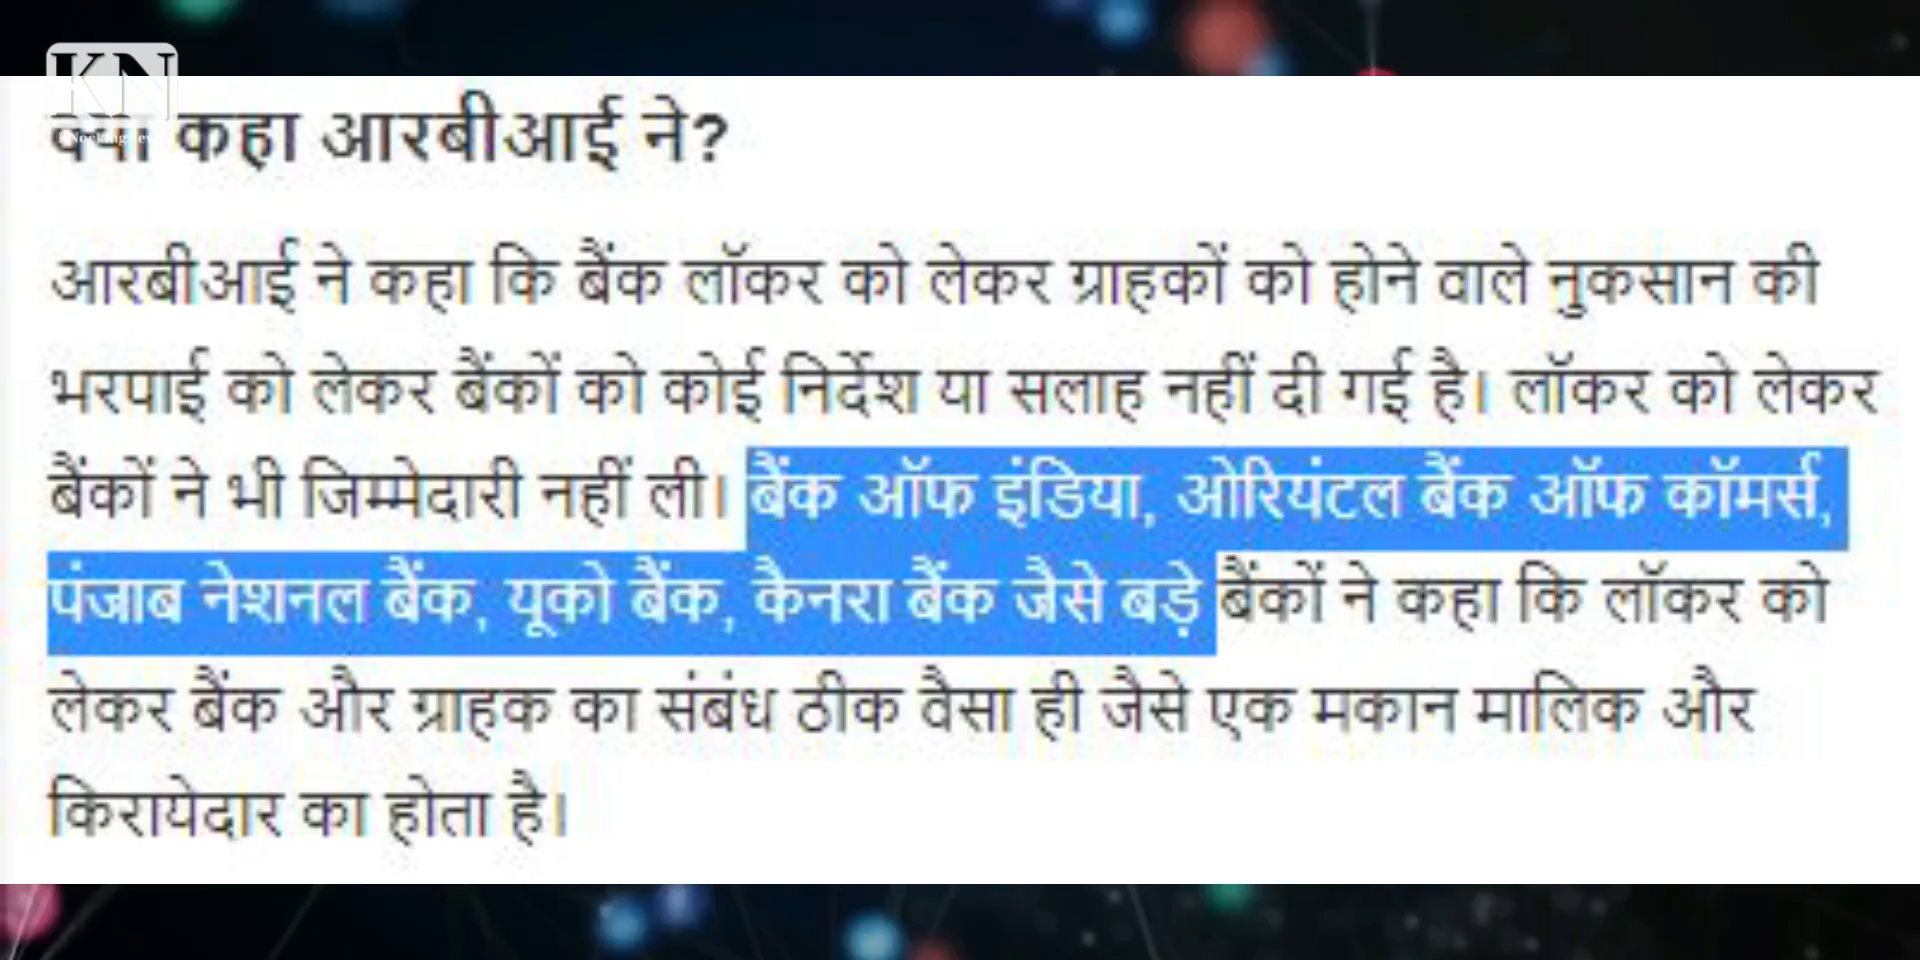 KN
क्या कहा आरबीआई ने?
आरबीआई ने कहा कि बैंक लॉकर को लेकर ग्राहकों को होने वाले नुकसान की
भरपाई को लेकर बैंकों को कोई निर्देश या सलाह नहीं दी गई है। लॉकर को लेकर
बैंकों ने भी जिम्मेदारी नहीं ली। बैंक ऑफ इंडिया, ओरियंटल बैंक ऑफ कॉमर्स,
पंजाब नेशनल बैंक, यूको बैंक, कैनरा बैंक जैसे बड़े बैंकों ने कहा कि लॉकर को
लेकर बैंक और ग्राहक का संबंध ठीक वैसा ही जैसे एक मकान मालिक और
किरायेदार का होता है।